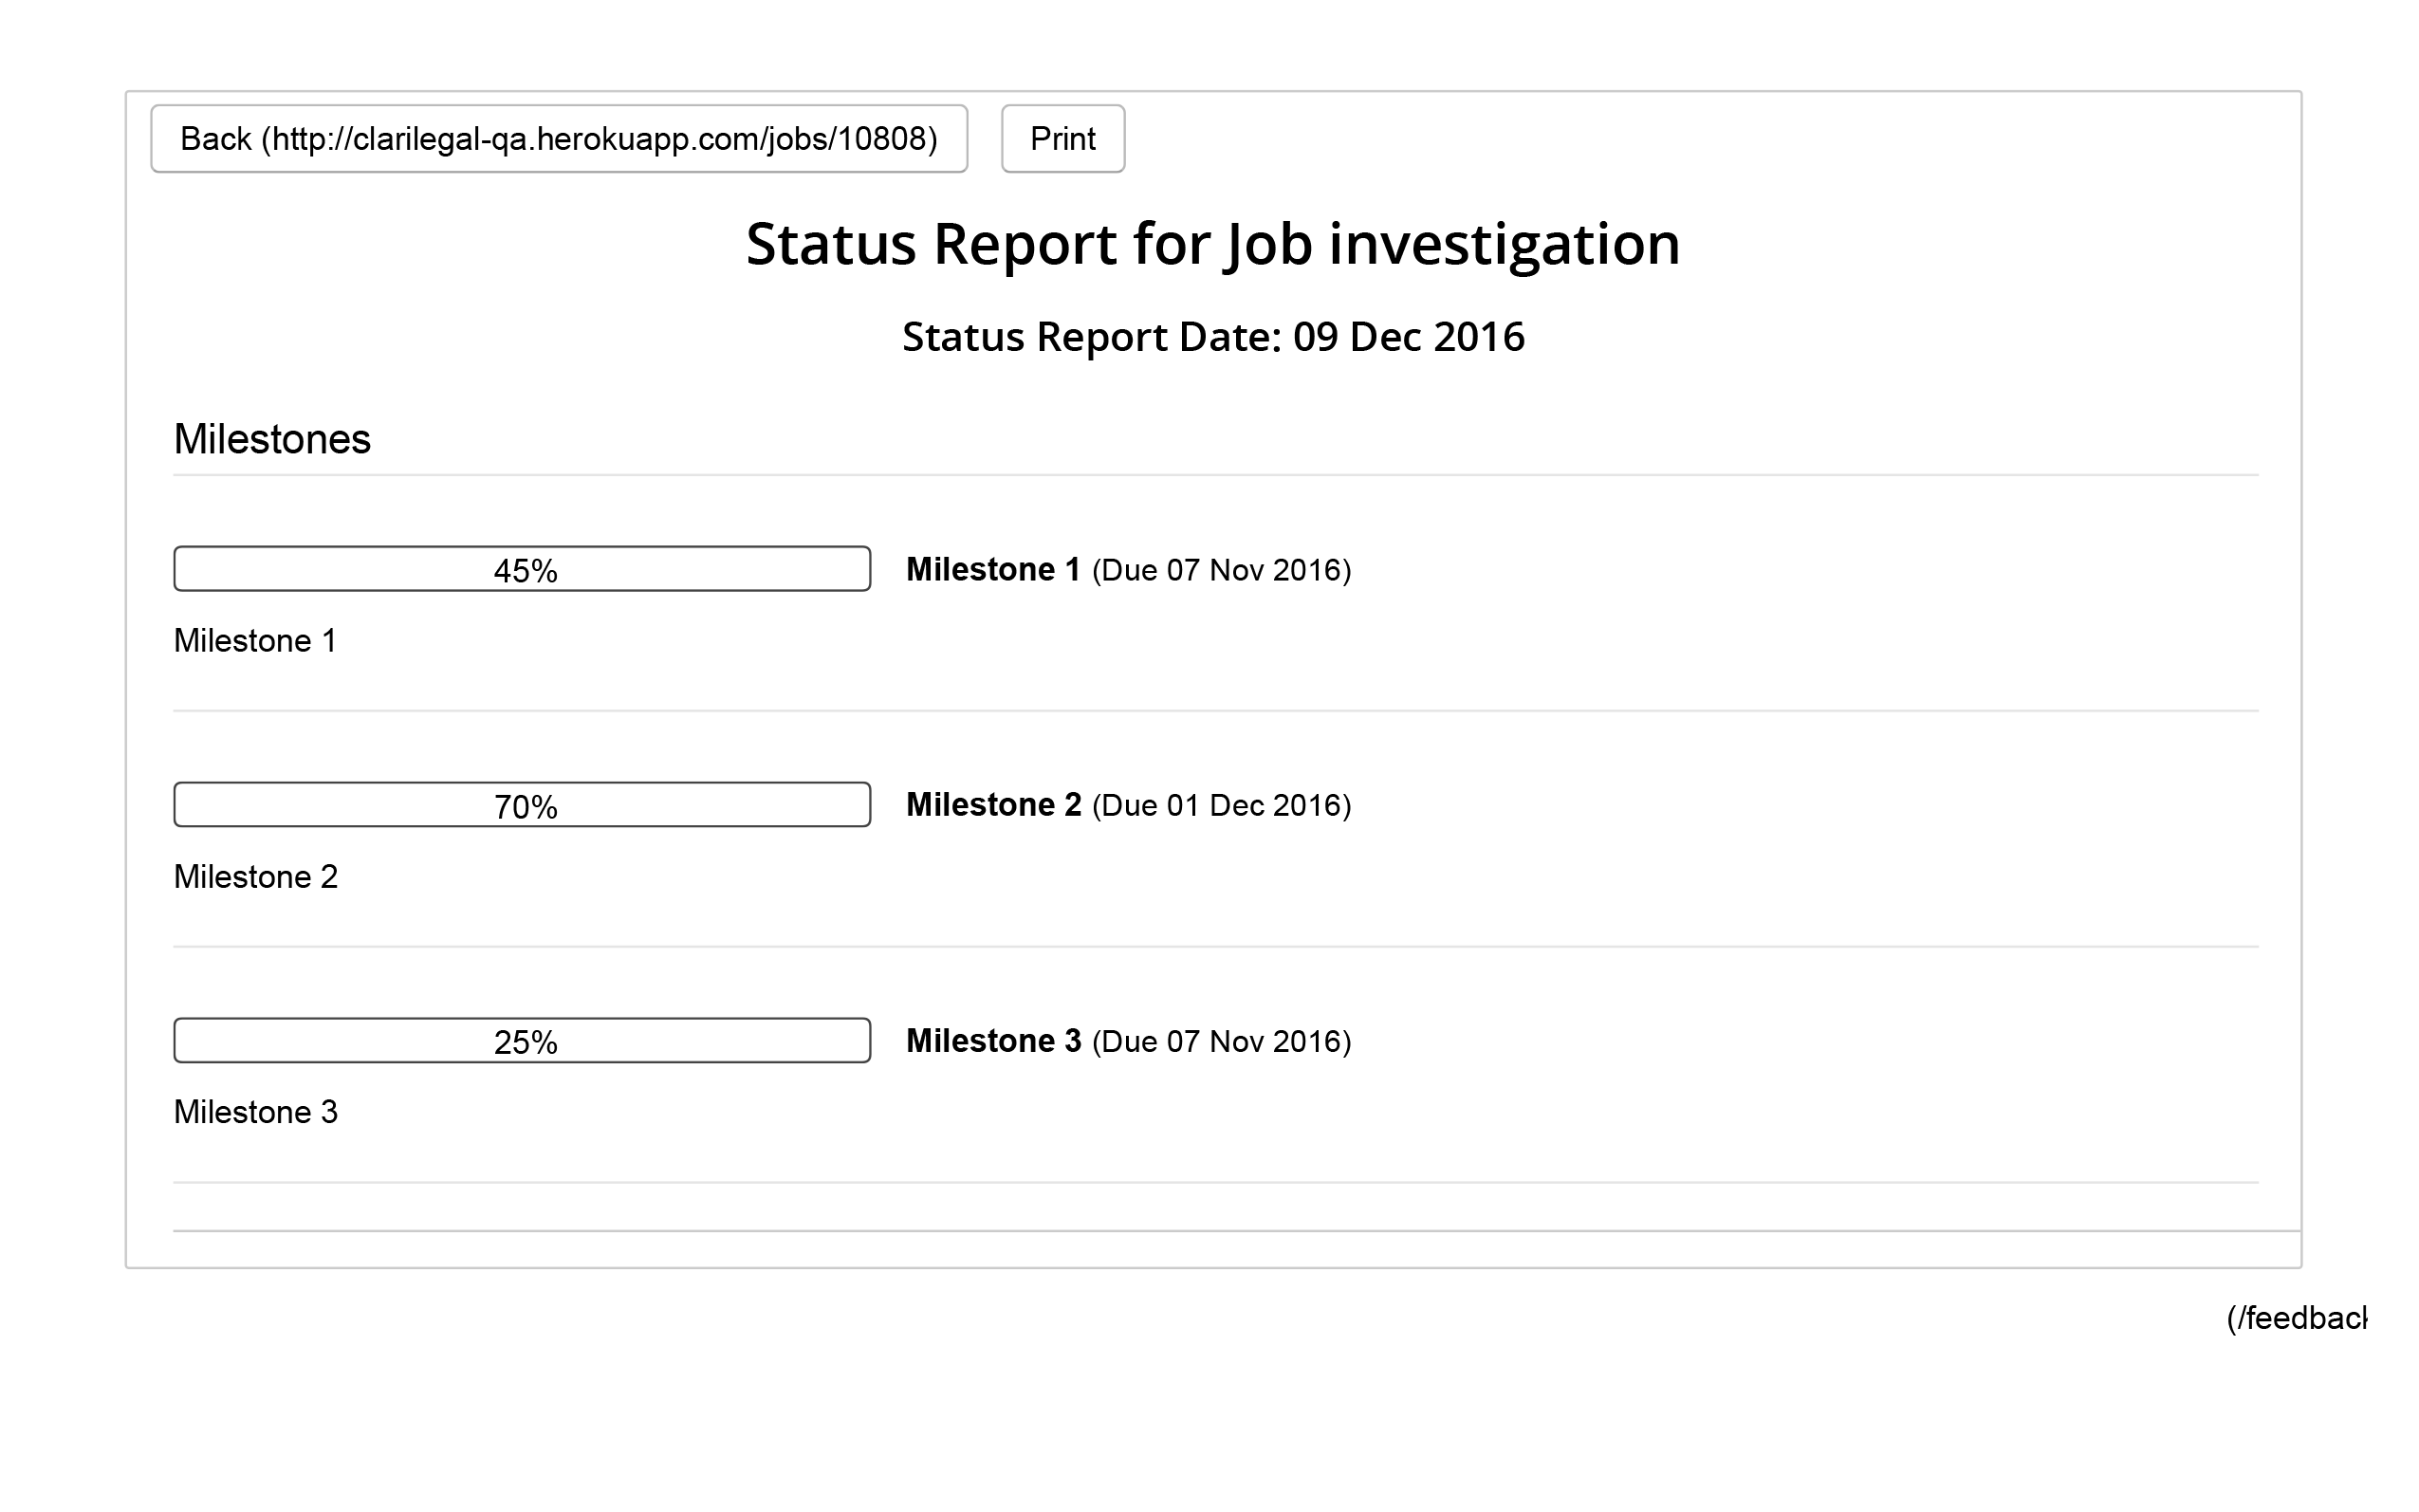 Back (http://clarilegal-qa.herokuapp.com/jobs/10808) Print
Status Report for Job investigation
Status Report Date: 09 Dec 2016
Milestones
45% Milestone 1 (Due 07 Nov 2016)
Milestone 1
70% Milestone 2 (Due 01 Dec 2016)
Milestone 2
25% Milestone 3 (Due 07 Nov 2016)
Milestone 3
(/feedback